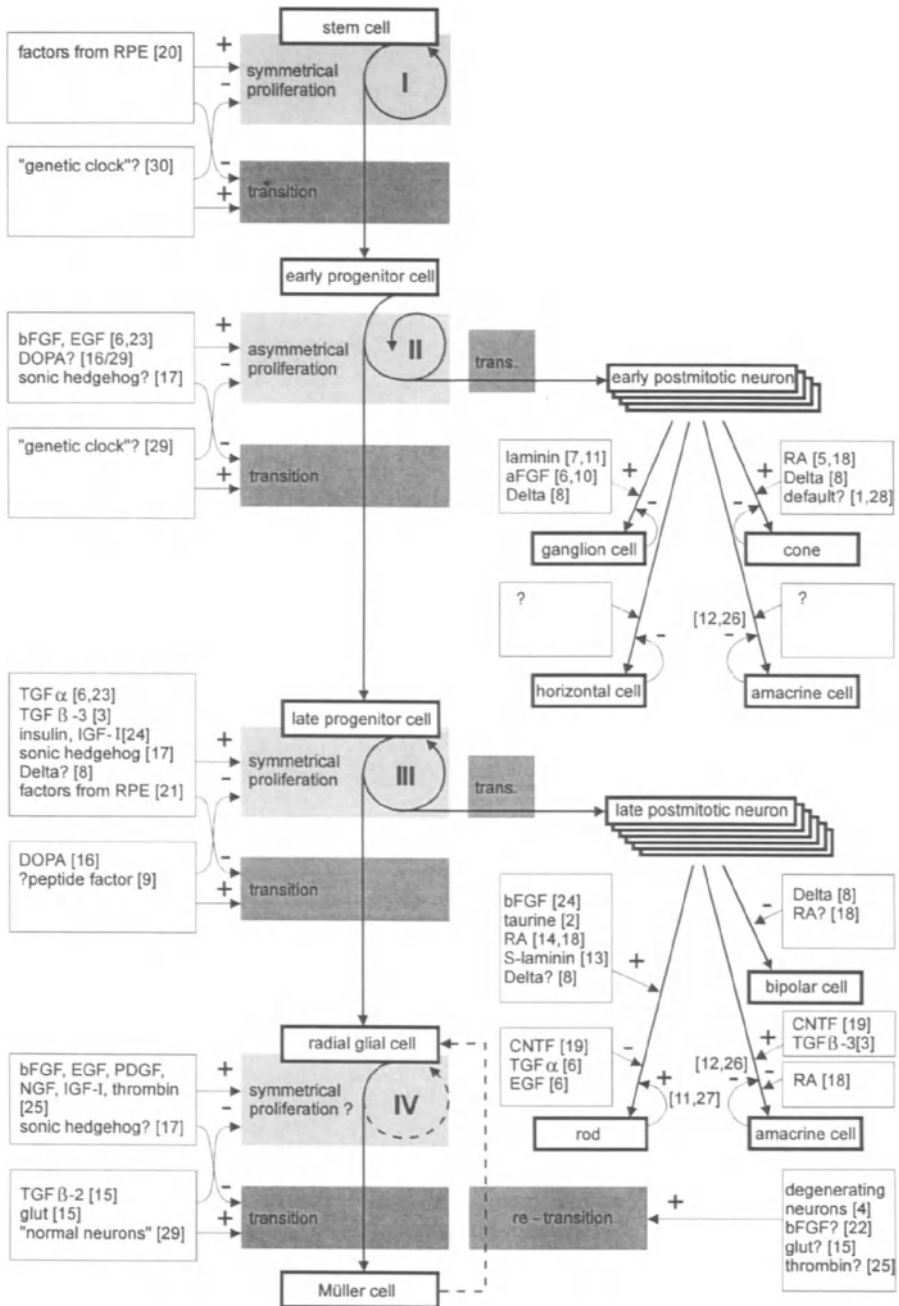 stem cell
factors from RPE [20]
+
-
symmetrical
proliferation
I
"genetic clock"? [30]
-
+
transition
early progenitor cell
bFGF, EGF [6,23]
DOPA? [16/29]
sonic hedgehog? [17]
+
-
asymmetrical
proliferation
II
trans.
early postmitotic neuron
"genetic clock"? [29]
-
+
transition
laminin [7,11]
aFGF [6,10]
Delta [8]
+
-
RA [5,18]
Delta [8]
default? [1,28]
+
-
ganglion cell
cone
?
-
[12,26]
-
?
horizontal cell
amacrine cell
late progenitor cell
TGF α [6,23]
TGF ß -3 [3]
insulin, IGF-I[24]
sonic hedgehog [17]
Delta? [8]
factors from RPE [21]
+
-
symmetrical
proliferation
III
trans.
late postmitotic neuron
DOPA [16]
?peptide factor [9]
-
+
transition
bFGF [24]
taurine [2]
RA [14,18]
S-laminin [13]
Delta? [8]
+
-
Delta [8]
RA? [18]
bipolar cell
CNTF [19]
TGF α [6]
EGF [6]
-
+
[11,27]
[12,26]
-
+
CNTF [19]
TGFß-3[3]
-
RA [18]
rod
amacrine cell
radial glial cell
bFGF, EGF, PDGF,
NGF, IGF-I, thrombin
[25]
sonic hedgehog? [17]
+
-
symmetrical
proliferation ?
IV
TGF ß-2 [15]
glut [15]
"normal neurons" [29]
-
+
transition
re - transition
+
degenerating
neurons [4]
bFGF? [22]
glut? [15]
thrombin? [25]
Müller cell